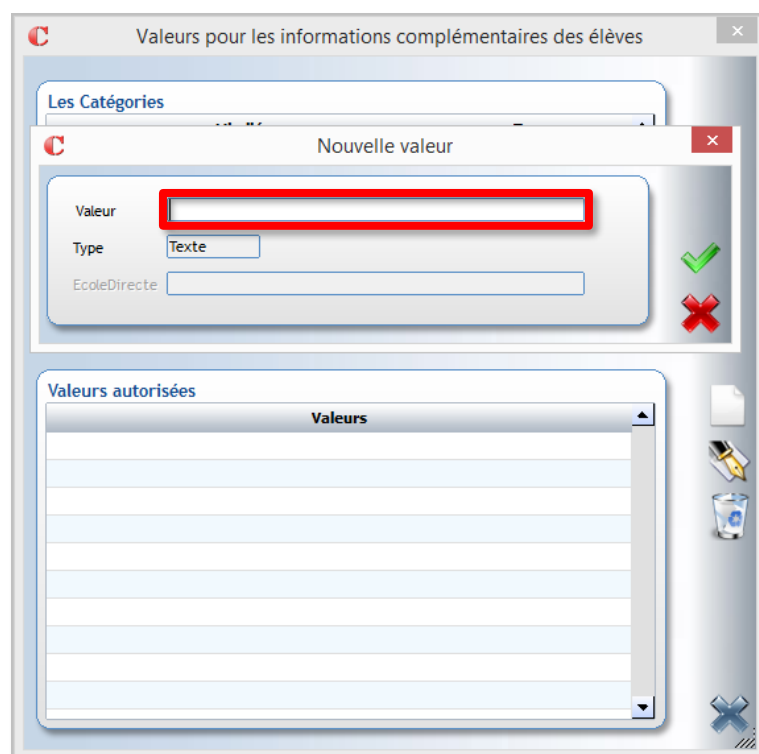 Valeurs pour les informations complémentaires des élèves
Les Catégories
Nouvelle valeur
Valeur
Type Texte
EcoleDirecte
Valeurs autorisées
Valeurs